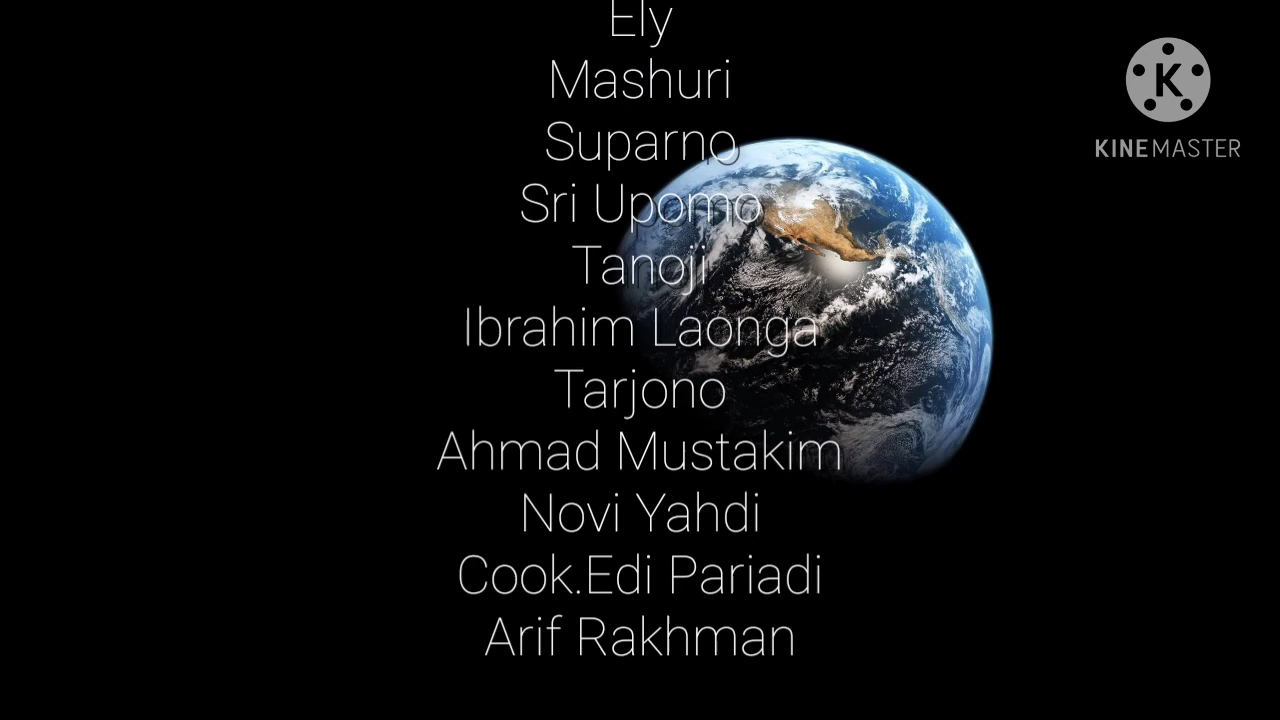 Ely
Mashuri
Suparno
Sri Upomo
Tanoji
Ibrahim Laonga
Tarjono
Ahmad Mustakim
Novi Yahdi
Cook.Edi Pariadi
Arif Rakhman
K
KINEMASTER